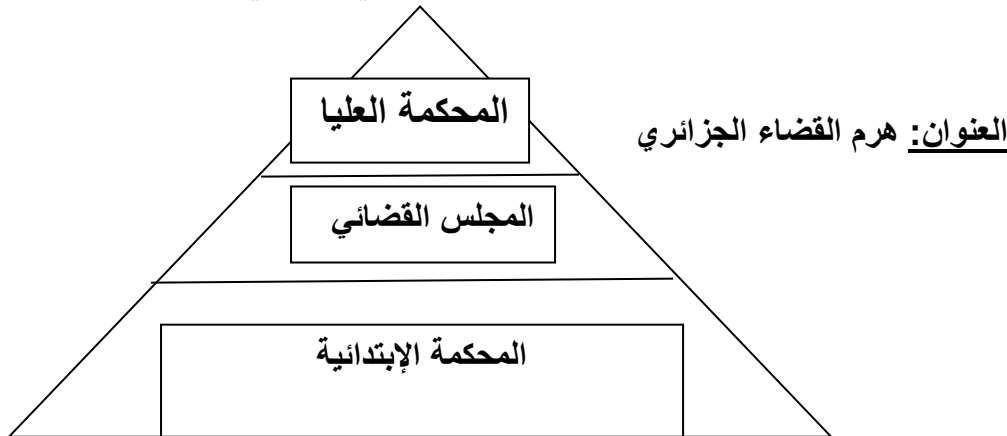 المحكمة العليا
العنوان: هرم القضاء الجزائري
المجلس القضائي
المحكمة الإبتدائية